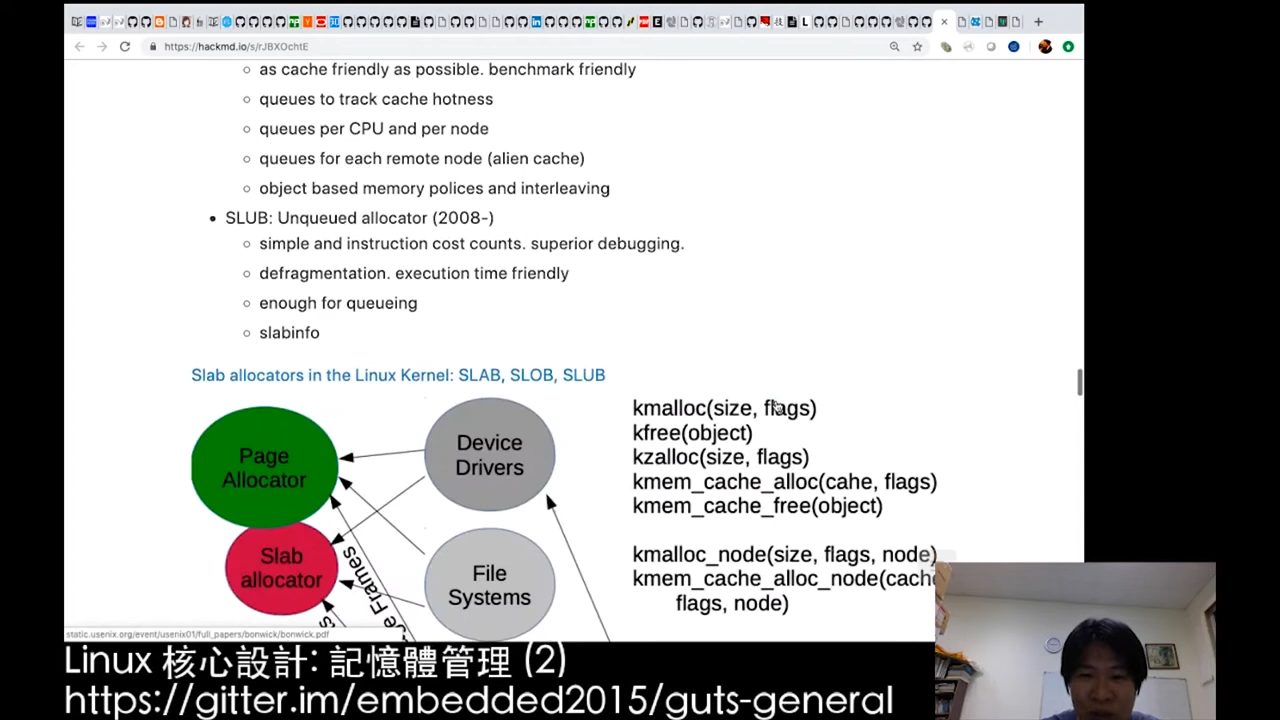 https://hackmd.io/s/rJBXOchtE
as cache friendly as possible. benchmark friendly
queues to track cache hotness
queues per CPU and per node
queues for each remote node (alien cache)
object based memory polices and interleaving
SLUB: Unqueued allocator (2008-)
simple and instruction cost counts. superior debugging.
defragmentation. execution time friendly
enough for queueing
slabinfo
Slab allocators in the Linux Kernel: SLAB, SLOB, SLUB
Page
Allocator
Slab
allocator
Device
Drivers
File
Systems
kmalloc(size, flags)
kfree(object)
kzalloc(size, flags)
kmem_cache_alloc(cahe, flags)
kmem_cache_free(object)
kmalloc_node(size, flags, node)
kmem_cache_alloc_node(cache
flags, node)
Frames
static.usenix.org/event/usenix01/full_papers/bonwick/bonwick.pdf
Linux 核心設計: 記憶體管理 (2)
https://gitter.im/embedded2015/guts-general